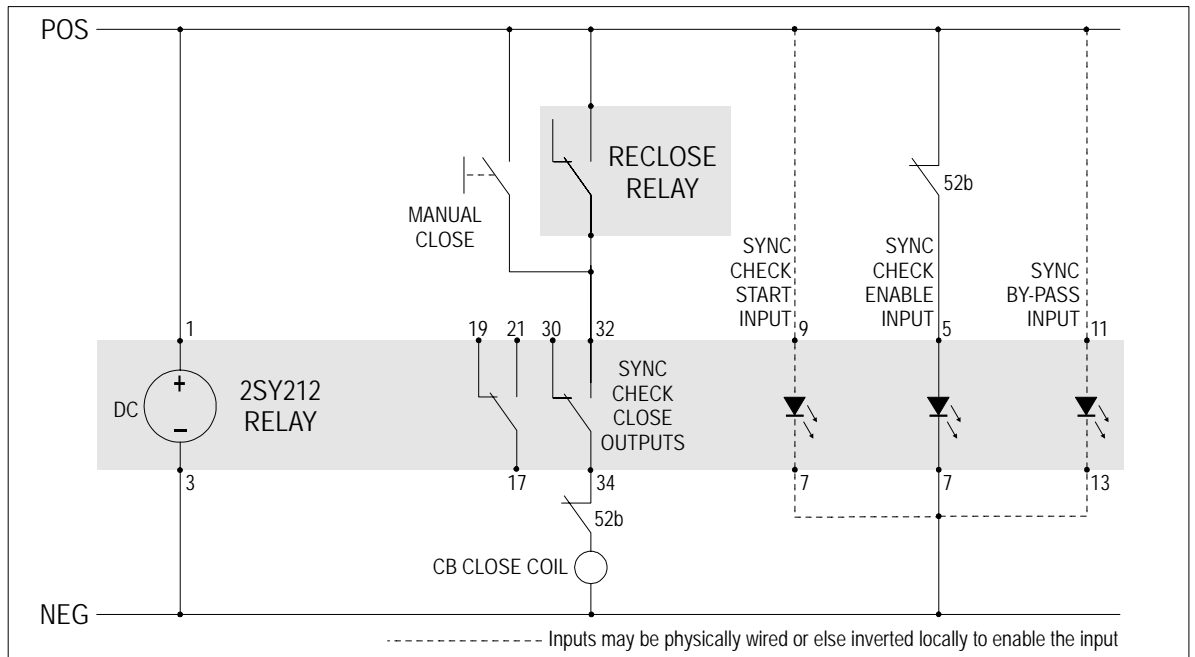 POS
RECLOSE
RELAY
52b
MANUAL
CLOSE
SYNC
CHECK
START
INPUT
SYNC
CHECK
ENABLE
INPUT
SYNC
BY-PASS
INPUT
1
19
21
30
32
9
5
11
DC
+
–
2SY212
RELAY
SYNC
CHECK
CLOSE
OUTPUTS
3
17
34
7
7
13
52b
CB CLOSE COIL
NEG
Inputs may be physically wired or else inverted locally to enable the input